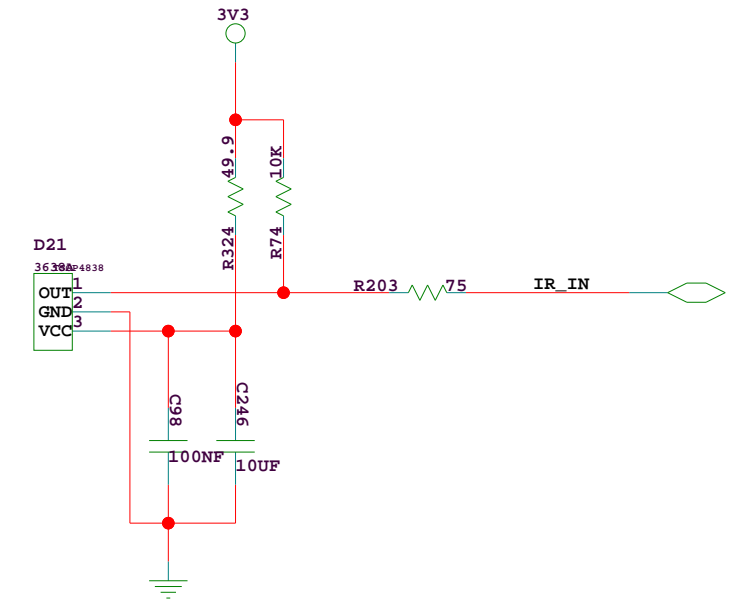 3V3
49.9
10K
R324
R74
D21
OUT
1
GND
2
VCC
3
R203
75
IR_IN
C98
100NF
C246
10UF